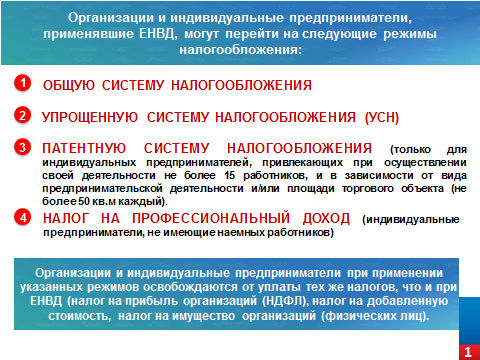 Организации и индивидуальные предприниматели,
применявшие ЕНВД, могут перейти на следующие режимы
налогообложения:
1 ОБЩУЮ СИСТЕМУ НАЛОГООБЛОЖЕНИЯ
2 УПРОЩЕННУЮ СИСТЕМУ НАЛОГООБЛОЖЕНИЯ (УСН)
3 ПАТЕНТНУЮ СИСТЕМУ НАЛОГООБЛОЖЕНИЯ (только для
индивидуальных предпринимателей, привлекающих при осуществлении
своей деятельности не более 15 работников, и в зависимости от вида
предпринимательской деятельности и/или площади торгового объекта (не
более 50 кв.м каждый).
4 НАЛОГ НА ПРОФЕССИОНАЛЬНЫЙ ДОХОД (индивидуальные
предприниматели, не имеющие наемных работников)
Организации и индивидуальные предприниматели при применении
указанных режимов освобождаются от уплаты тех же налогов, что и при
ЕНВД (налог на прибыль организаций (НДФЛ), налог на добавленную
стоимость, налог на имущество организаций (физических лиц).
1